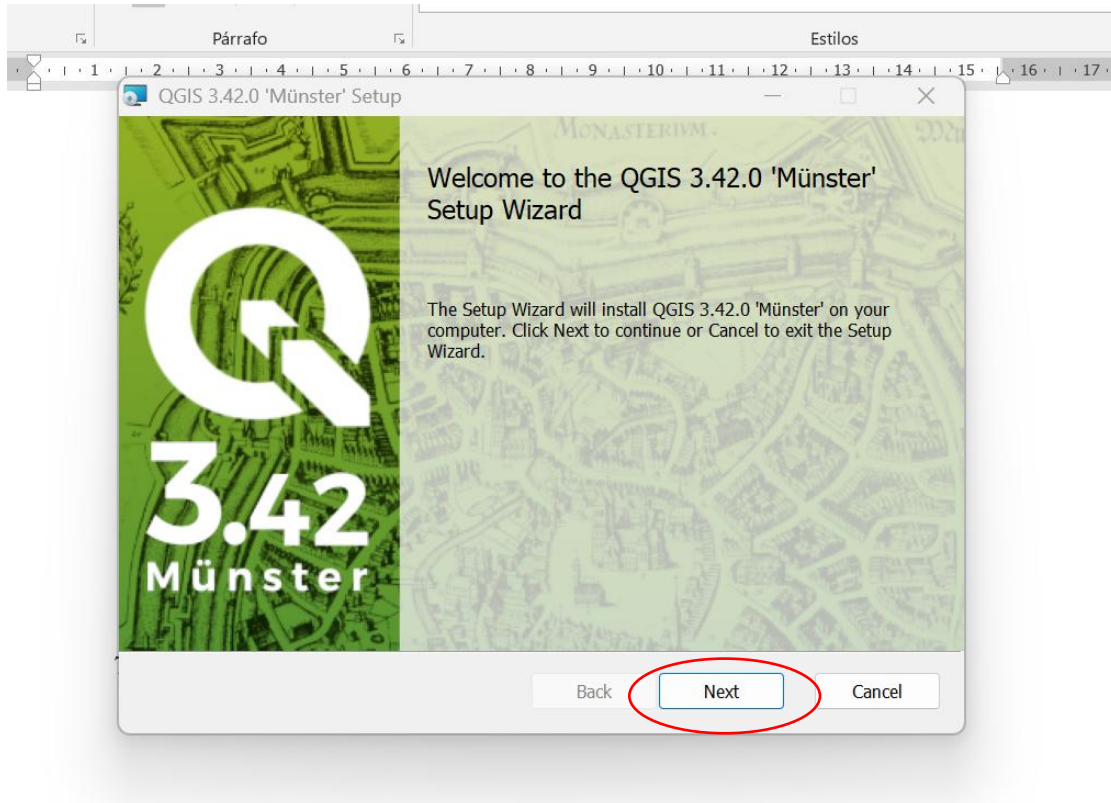 Párrafo
Estilos
1 2 3 4 5 6 7 8 9 10 11 12 13 14 15 16 17
QGIS 3.42.0 'Münster' Setup
MONASTERIVM.
Welcome to the QGIS 3.42.0 'Münster'
Setup Wizard
The Setup Wizard will install QGIS 3.42.0 'Münster' on your
computer. Click Next to continue or Cancel to exit the Setup
Wizard.
3.42
Münster
Back
Next
Cancel